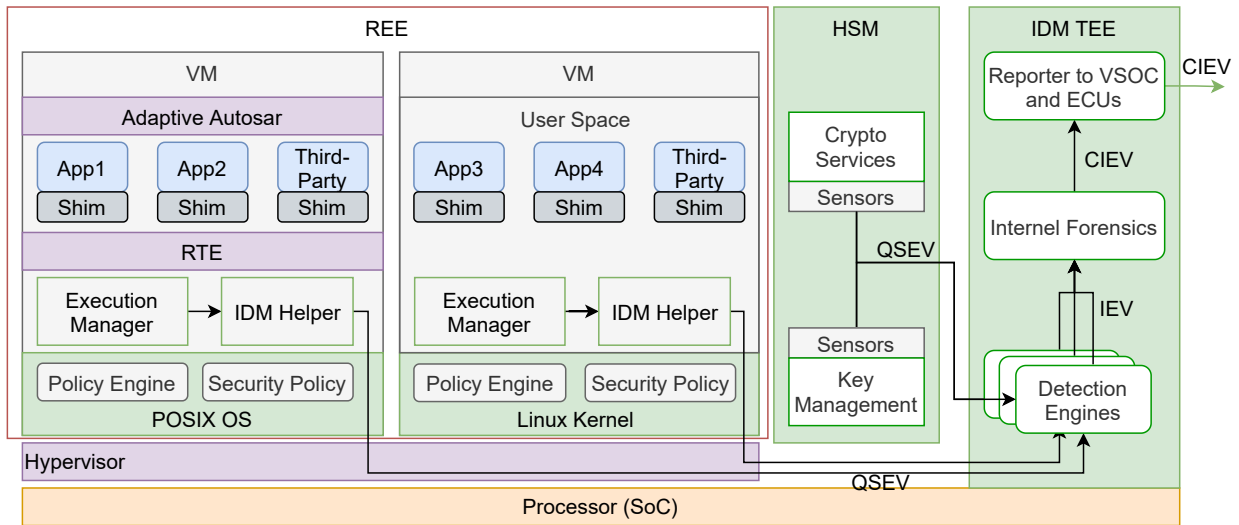 REE
VM
Adaptive Autosar
App1
Shim
App2
Shim
Third-
Party
Shim
RTE
Execution
Manager
IDM Helper
Policy Engine
Security Policy
POSIX OS
VM
User Space
App3
Shim
App4
Shim
Third-
Party
Shim
Execution
Manager
IDM Helper
Policy Engine
Security Policy
Linux Kernel
Hypervisor
HSM
Crypto
Services
Sensors
QSEV
Sensors
Key
Management
IDM TEE
Reporter to VSOC
and ECUs
CIEV
CIEV
Internel Forensics
IEV
Detection
Engines
QSEV
Processor (SoC)